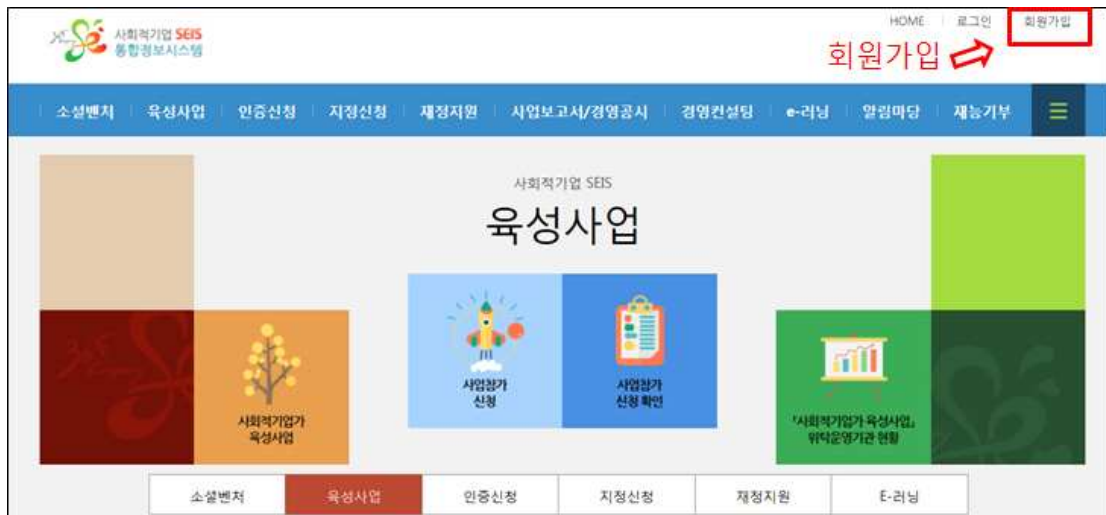 HOME 로그인 회원가입
사회적기업 SEIS
통합정보시스템
회원가입
소셜벤처 육성사업 인증신청 지정신청 재정지원 사업보고서/경영공시 경영컨설팅 e-러닝 알림마당 재능기부
사회적기업 SEIS
육성사업
사회적기업가
육성사업
사업참가
신청
사업참가
신청 확인
「사회적기업가 육성사업」
위탁운영기관 현황
소셜벤처 육성사업 인증신청 지정신청 재정지원 E-러닝